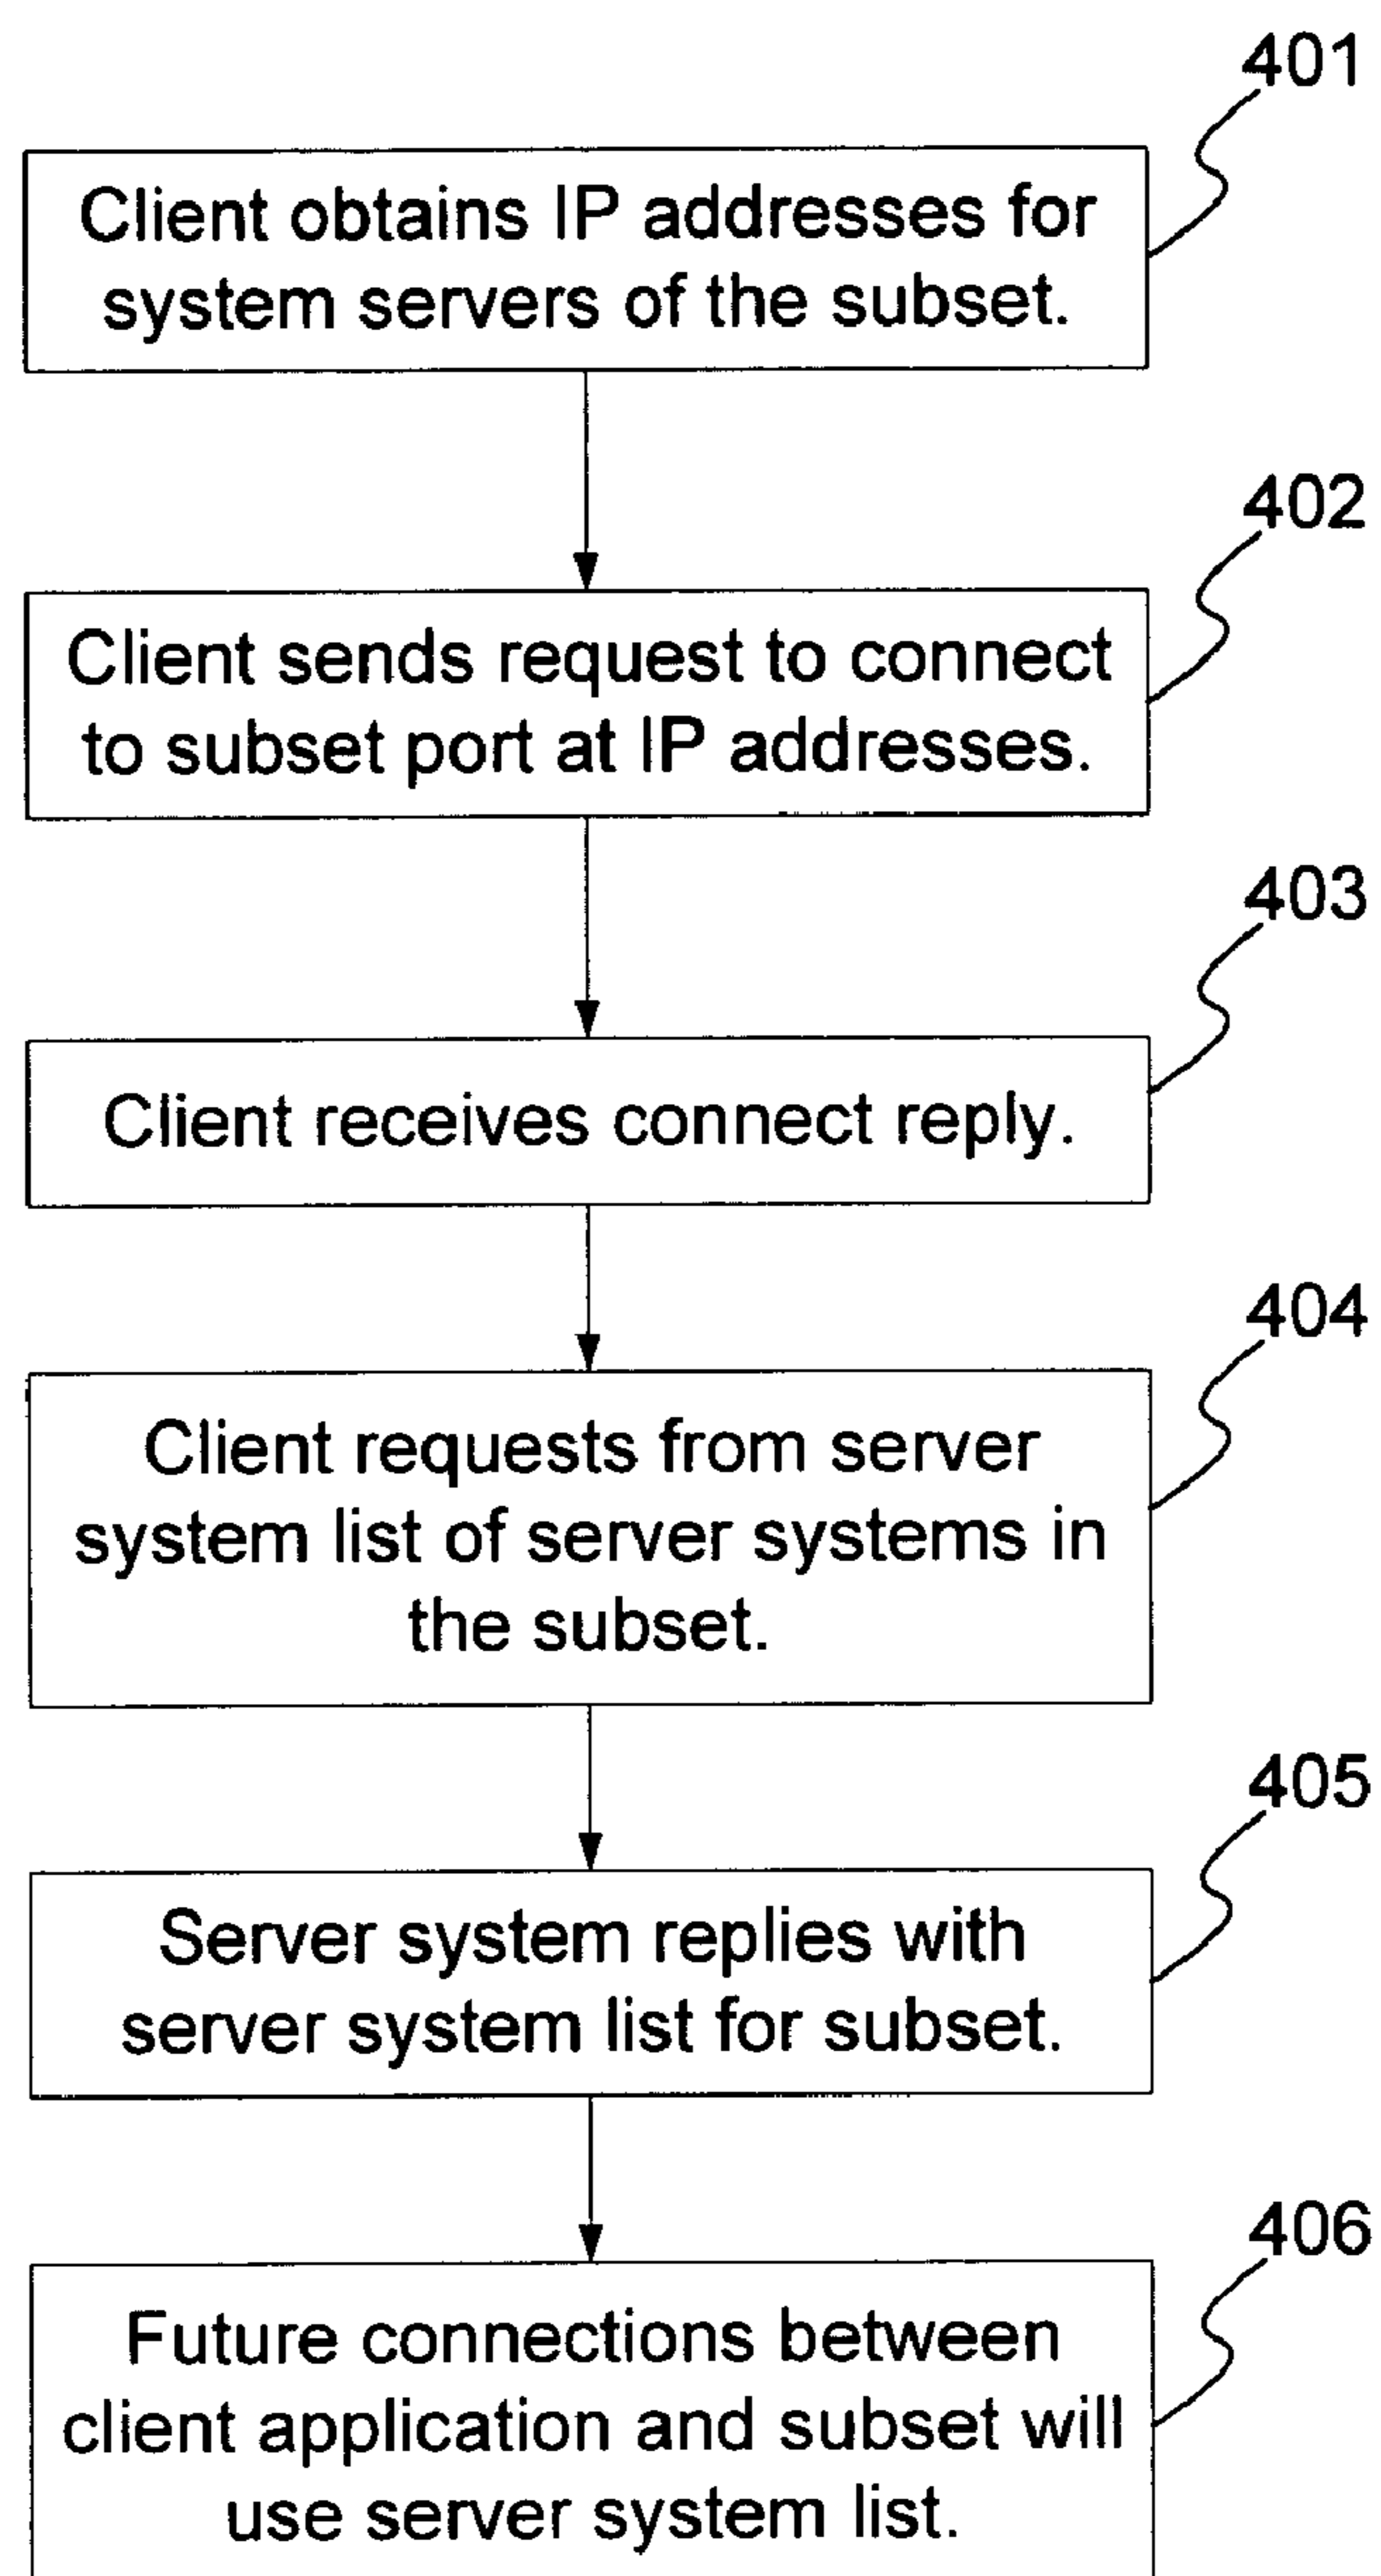 401
Client obtains IP addresses for
system servers of the subset.
402
Client sends request to connect
to subset port at IP addresses.
403
Client receives connect reply.
404
Client requests from server
system list of server systems in
the subset.
405
Server system replies with
server system list for subset.
406
Future connections between
client application and subset will
use server system list.